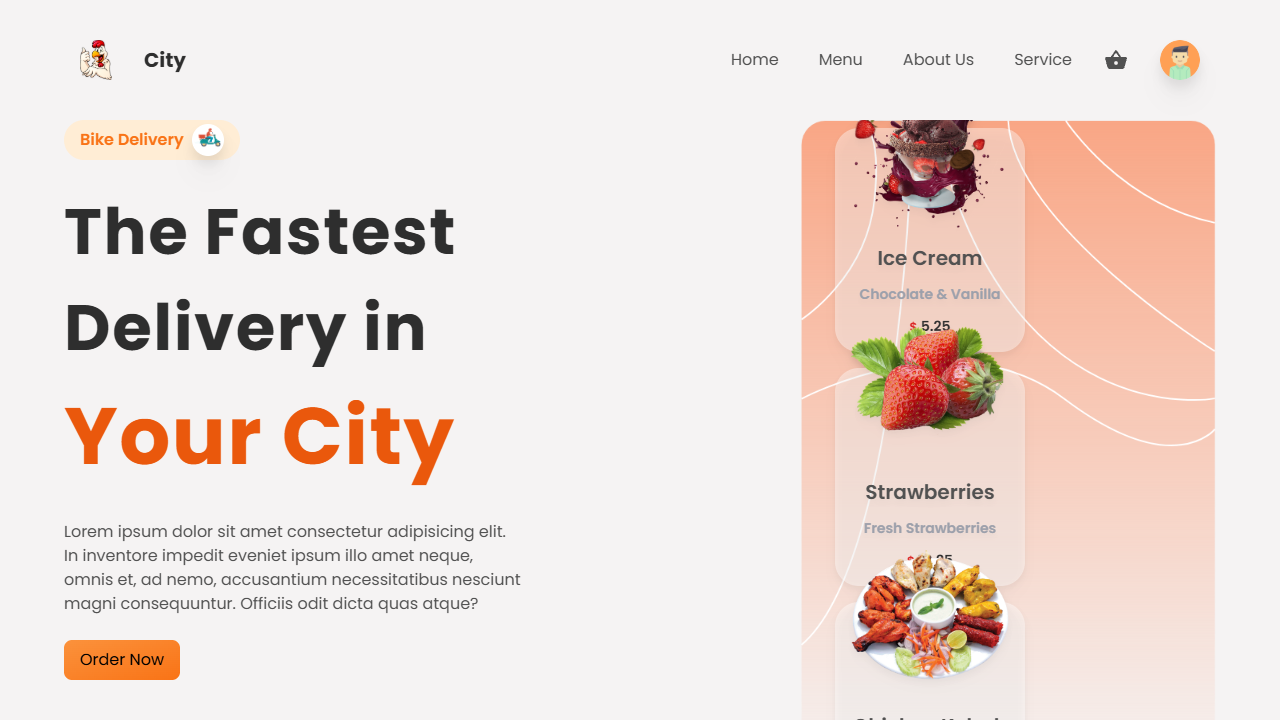 City
Home
Menu
About Us
Service
Bike Delivery
The Fastest
Delivery in
Your City
Lorem ipsum dolor sit amet consectetur adipisicing elit.
In inventore impedit eveniet ipsum illo amet neque,
omnis et, ad nemo, accusantium necessitatibus nesciunt
magni consequuntur. Officiis odit dicta quas atque?
Order Now
Ice Cream
Chocolate & Vanilla
$ 5.25
Strawberries
Fresh Strawberries